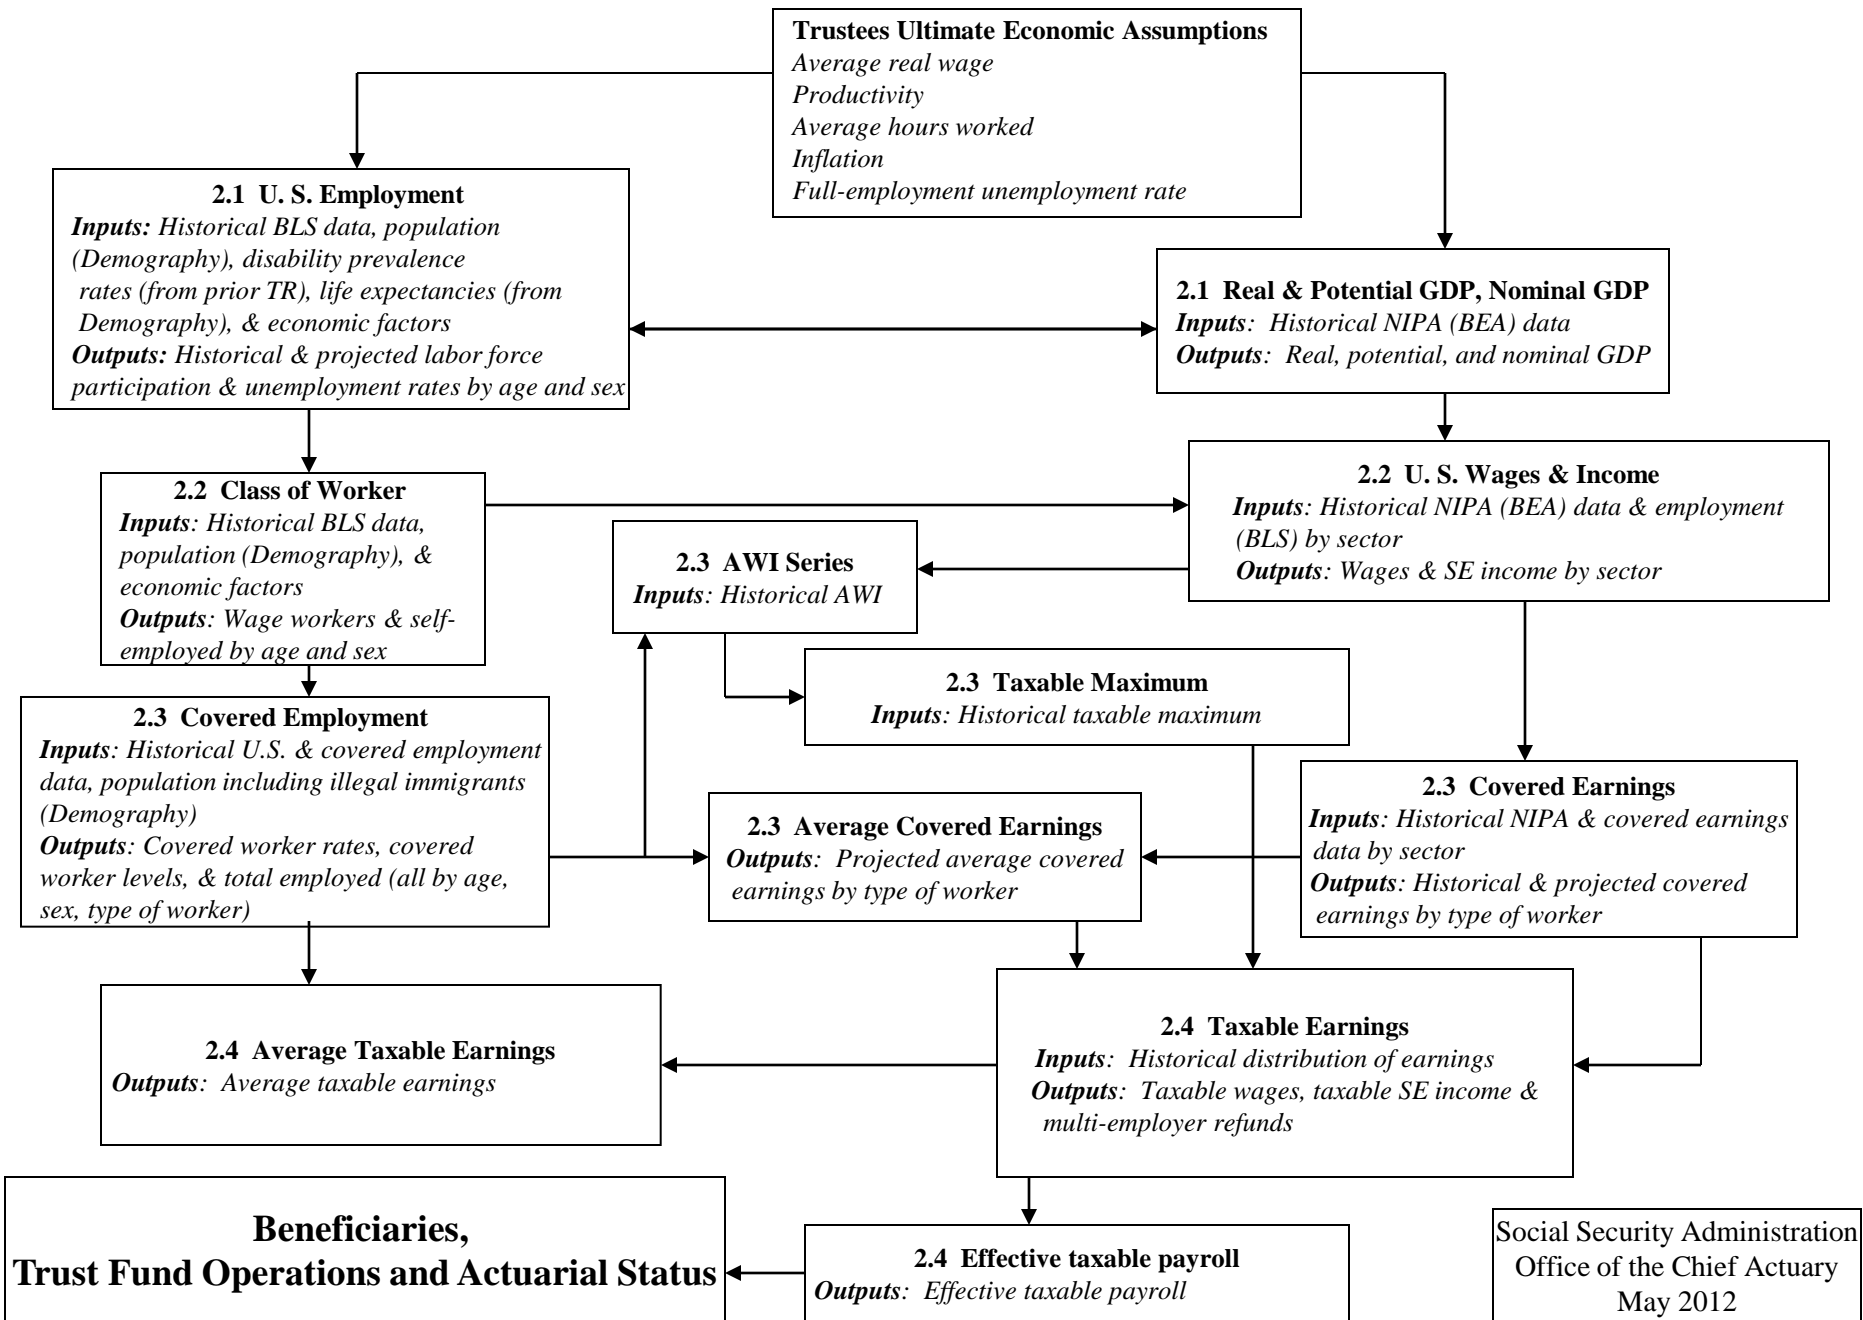 Trustees Ultimate Economic Assumptions
Average real wage
Productivity
Average hours worked
Inflation
Full-employment unemployment rate
2.1 U. S. Employment
Inputs: Historical BLS data, population
(Demography), disability prevalence
rates (from prior TR), life expectancies (from
Demography), & economic factors
Outputs: Historical & projected labor force
participation & unemployment rates by age and sex
2.1 Real & Potential GDP, Nominal GDP
Inputs: Historical NIPA (BEA) data
Outputs: Real, potential, and nominal GDP
2.2 Class of Worker
Inputs: Historical BLS data,
population (Demography), &
economic factors
Outputs: Wage workers & self-
employed by age and sex
2.2 U. S. Wages & Income
Inputs: Historical NIPA (BEA) data & employment
(BLS) by sector
Outputs: Wages & SE income by sector
2.3 AWI Series
Inputs: Historical AWI
2.3 Taxable Maximum
Inputs: Historical taxable maximum
2.3 Covered Employment
Inputs: Historical U.S. & covered employment
data, population including illegal immigrants
(Demography)
Outputs: Covered worker rates, covered
worker levels, & total employed (all by age,
sex, type of worker)
2.3 Average Covered Earnings
Outputs: Projected average covered
earnings by type of worker
2.3 Covered Earnings
Inputs: Historical NIPA & covered earnings
data by sector
Outputs: Historical & projected covered
earnings by type of worker
2.4 Average Taxable Earnings
Outputs: Average taxable earnings
2.4 Taxable Earnings
Inputs: Historical distribution of earnings
Outputs: Taxable wages, taxable SE income &
multi-employer refunds
Beneficiaries,
Trust Fund Operations and Actuarial Status
2.4 Effective taxable payroll
Outputs: Effective taxable payroll
Social Security Administration
Office of the Chief Actuary
May 2012